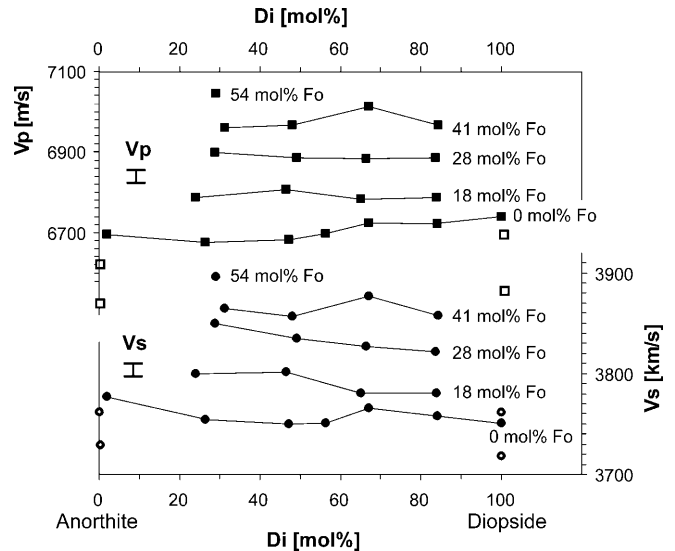 Di [mol%]
0 20 40 60 80 100
7100
54 mol% Fo
41 mol% Fo
Vp [m/s]
6900
Vp
28 mol% Fo
18 mol% Fo
6700
0 mol% Fo
54 mol% Fo
3900
41 mol% Fo
Vs
28 mol% Fo
3800
18 mol% Fo
Vs [km/s]
0 mol% Fo
3700
0 20 40 60 80 100
Anorthite Diopside
Di [mol%]